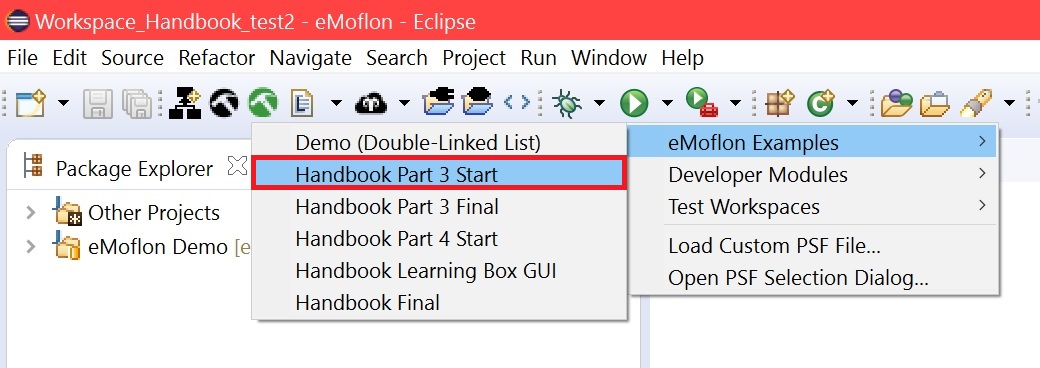 Workspace_Handbook_test2 - eMoflon - Eclipse
File Edit Source Refactor Navigate Search Project Run Window Help
Package Explorer
Other Projects
eMoflon Demo [e
Demo (Double-Linked List)
Handbook Part 3 Start
Handbook Part 3 Final
Handbook Part 4 Start
Handbook Learning Box GUI
Handbook Final
eMoflon Examples
Developer Modules
Test Workspaces
Load Custom PSF File...
Open PSF Selection Dialog...